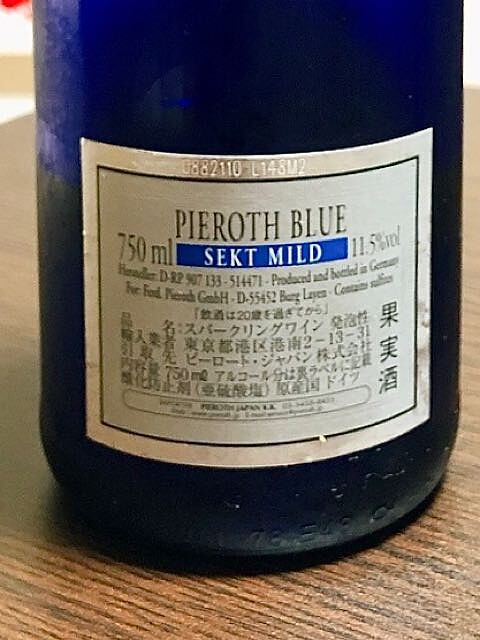 PIEROTH BLUE
750 ml SEKT MILD 11.5%vol
Hersteller: D-RP 907 133 - 514471 - Produced and bottled in Germany
For: Ferd. Pieroth GmbH - D-55452 Burg Layen - Contains sulfites
「飲酒は20歳を過ぎてから」
品名:スパークリングワイン 発泡性
輸入業者 東京都港区港南2-13-31
引取先 ピーロート・ジャパン株式会社
内容量 750㎖ アルコール分は裏ラベルに記載
酸化防止剤(亜硫酸塩) 原産国 ドイツ
果実酒
PIEROTH JAPAN K.K.